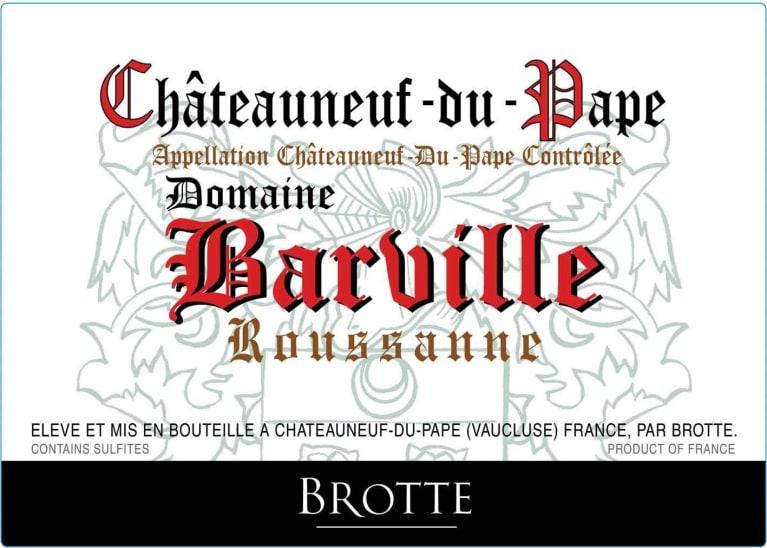 Châteauneuf-du-Pape
Appellation Châteauneuf-Du-Pape Contrôlée
Domaine
Barville
Roussanne
ELEVE ET MIS EN BOUTEILLE A CHATEAUNEUF-DU-PAPE (VAUCLUSE) FRANCE, PAR BROTTE.
CONTAINS SULFITES PRODUCT OF FRANCE
BROTTE